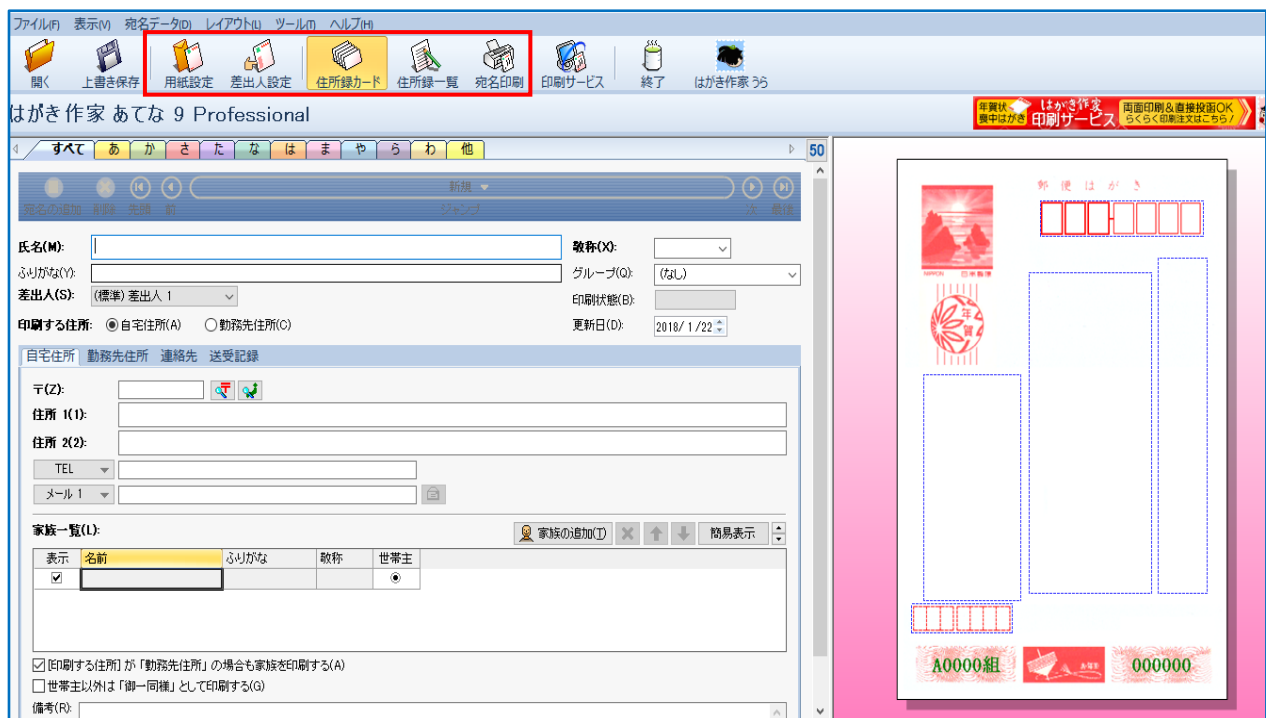 ファイル(F) 表示(V) 宛名データ(D) レイアウト(L) ツール(T) ヘルプ(H)
開く 上書き保存 用紙設定 差出人設定 住所録カード 住所録一覧 宛名印刷 印刷サービス 終了 はがき作家 うら
はがき作家 あてな 9 Professional
年賀状 喪中はがき はがき作家 印刷サービス 両面印刷&直接投函OK らくらく印刷注文はこちら!
すべて あ か さ た な は ま や ら わ 他 50
新規
宛名の追加 削除 先頭 前 ジャンプ 次 最後
氏名(M): 敬称(X):
ふりがな(Y): グループ(Q): (なし)
差出人(S): (標準) 差出人 1 印刷状態(B):
印刷する住所: 自宅住所(A) 勤務先住所(C) 更新日(D): 2018/ 1 /22
自宅住所 勤務先住所 連絡先 送受記録
〒(Z):
住所 1(1):
住所 2(2):
TEL
メール 1
家族一覧(L): 家族の追加(T) 簡易表示
表示 名前 ふりがな 敬称 世帯主
[印刷する住所] が「勤務先住所」の場合も家族を印刷する(A)
世帯主以外は「御一同様」として印刷する(G)
備考(R):
郵便はがき
NIPPON 日本郵便
年賀
A0000組 お年玉 000000